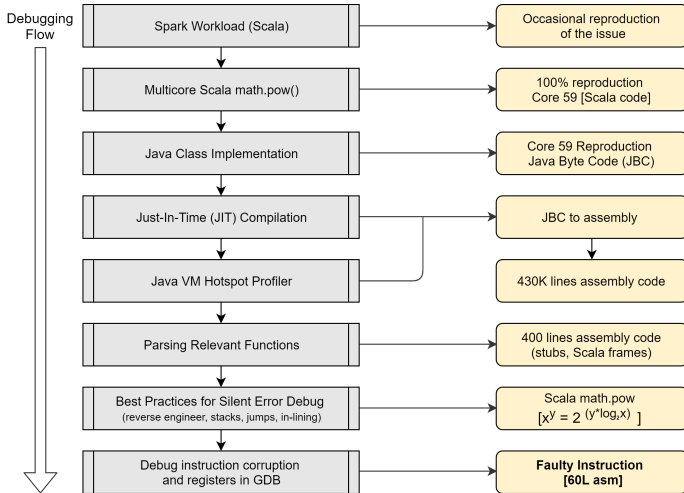 Debugging
Flow
Spark Workload (Scala)
Occasional reproduction
of the issue
Multicore Scala math.pow()
100% reproduction
Core 59 [Scala code]
Java Class Implementation
Core 59 Reproduction
Java Byte Code (JBC)
Just-In-Time (JIT) Compilation
JBC to assembly
Java VM Hotspot Profiler
430K lines assembly code
Parsing Relevant Functions
400 lines assembly code
(stubs, Scala frames)
Best Practices for Silent Error Debug
(reverse engineer, stacks, jumps, in-lining)
Scala math.pow
[x^y = 2^(y*log₂x) ]
Debug instruction corruption
and registers in GDB
Faulty Instruction
[60L asm]